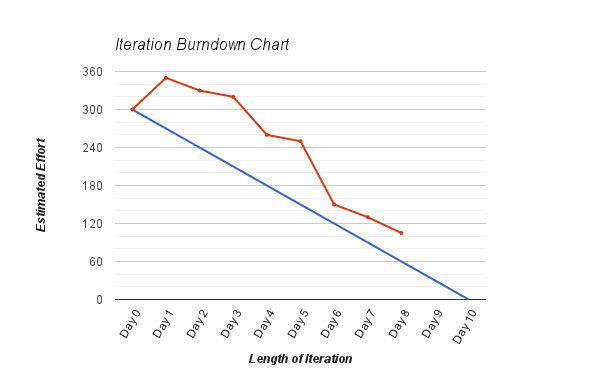 Iteration Burndown Chart
360
300
240
180
120
60
0
Estimated Effort
Day 0
Day 1
Day 2
Day 3
Day 4
Day 5
Day 6
Day 7
Day 8
Day 9
Day 10
Length of Iteration